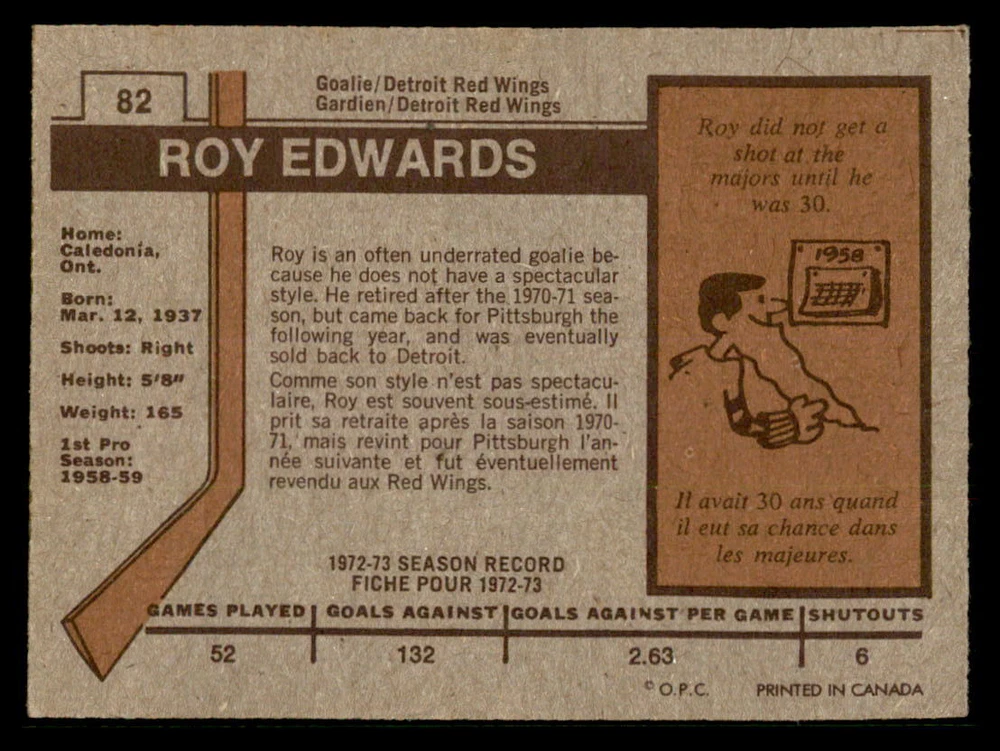 82
Goalie/Detroit Red Wings
Gardien/Detroit Red Wings
ROY EDWARDS
Home:
Caledonia,
Ont.
Born:
Mar. 12, 1937
Shoots: Right
Height: 5'8"
Weight: 165
1st Pro
Season:
1958-59
Roy is an often underrated goalie be-
cause he does not have a spectacular
style. He retired after the 1970-71 sea-
son, but came back for Pittsburgh the
following year, and was eventually
sold back to Detroit.
Comme son style n'est pas spectacu-
laire, Roy est souvent sous-estimé. Il
prit sa retraite après la saison 1970-
71, mais revint pour Pittsburgh l'an-
née suivante et fut éventuellement
revendu aux Red Wings.
Roy did not get a
shot at the
majors until he
was 30.
1958
Il avait 30 ans quand
il eut sa chance dans
les majeures.
1972-73 SEASON RECORD
FICHE POUR 1972-73
GAMES PLAYED GOALS AGAINST GOALS AGAINST PER GAME SHUTOUTS
52 132 2.63 6
© O.P.C. PRINTED IN CANADA